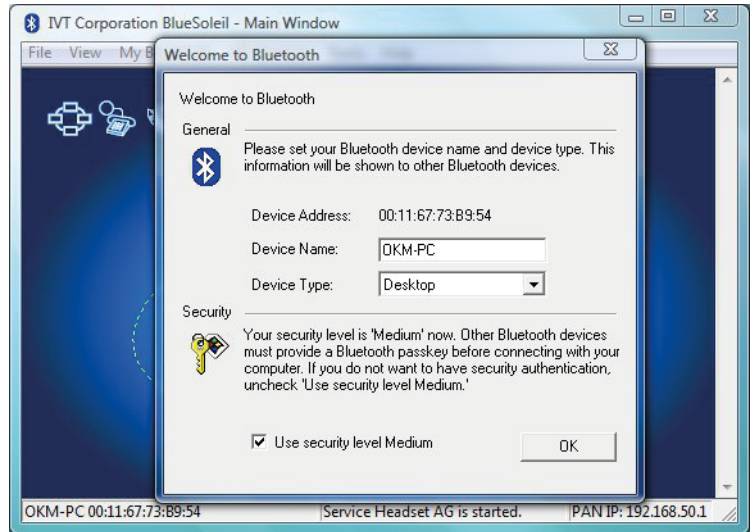 IVT Corporation BlueSoleil - Main Window
File View My B
Welcome to Bluetooth
Welcome to Bluetooth
General
Please set your Bluetooth device name and device type. This
information will be shown to other Bluetooth devices.
Device Address: 00:11:67:73:B9:54
Device Name: OKM-PC
Device Type: Desktop
Security
Your security level is 'Medium' now. Other Bluetooth devices
must provide a Bluetooth passkey before connecting with your
computer. If you do not want to have security authentication,
uncheck 'Use security level Medium.'
Use security level Medium
OK
OKM-PC 00:11:67:73:B9:54 Service Headset AG is started. PAN IP: 192.168.50.1